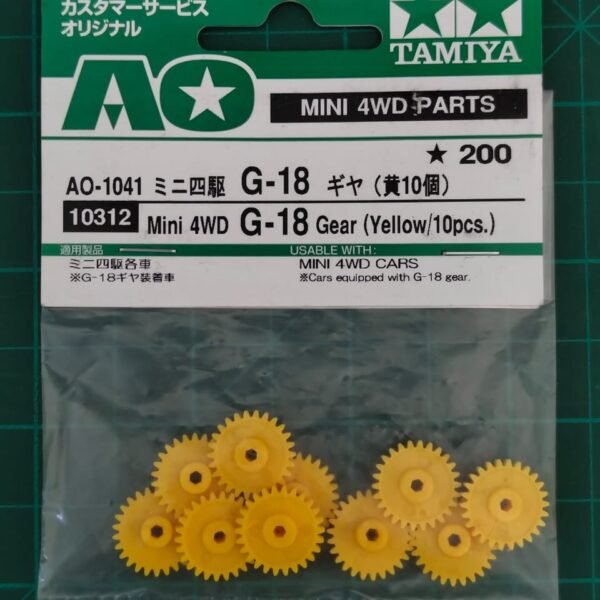 カスタマーサービス
オリジナル
TAMIYA
AO
MINI 4WD PARTS
★ 200
AO-1041 ミニ四駆 G-18 ギヤ（黄10個）
10312 Mini 4WD G-18 Gear (Yellow/10pcs.)
適用製品
ミニ四駆各車
※G-18ギヤ装着車
USABLE WITH:
MINI 4WD CARS
※Cars equipped with G-18 gear.